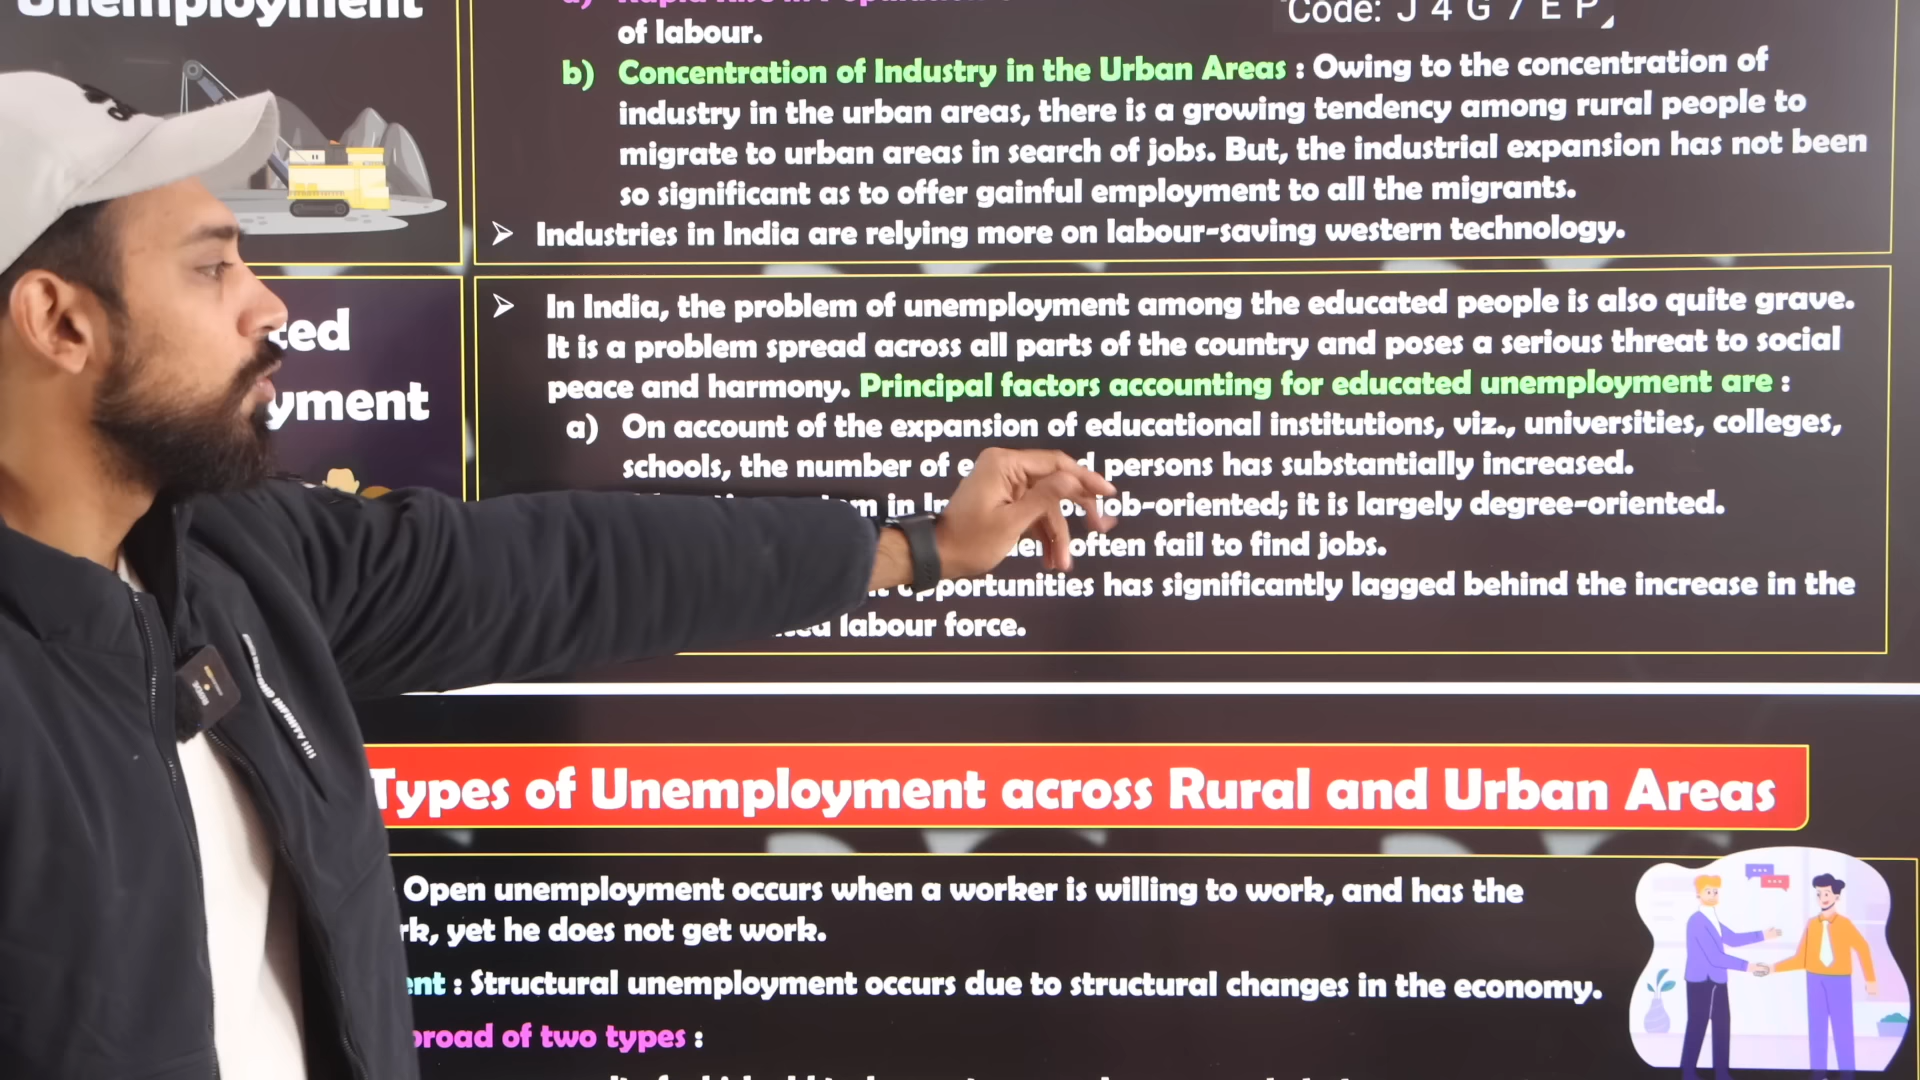 Unemployment
of labour.
Code: J 4 G 7 E P
b) Concentration of Industry in the Urban Areas : Owing to the concentration of
industry in the urban areas, there is a growing tendency among rural people to
migrate to urban areas in search of jobs. But, the industrial expansion has not been
so significant as to offer gainful employment to all the migrants.
➢ Industries in India are relying more on labour-saving western technology.
ted
yment
➢ In India, the problem of unemployment among the educated people is also quite grave.
It is a problem spread across all parts of the country and poses a serious threat to social
peace and harmony. Principal factors accounting for educated unemployment are :
a) On account of the expansion of educational institutions, viz., universities, colleges,
schools, the number of persons has substantially increased.
in job-oriented; it is largely degree-oriented.
often fail to find jobs.
opportunities has significantly lagged behind the increase in the
labour force.
Types of Unemployment across Rural and Urban Areas
Open unemployment occurs when a worker is willing to work, and has the
rk, yet he does not get work.
ent : Structural unemployment occurs due to structural changes in the economy.
broad of two types :